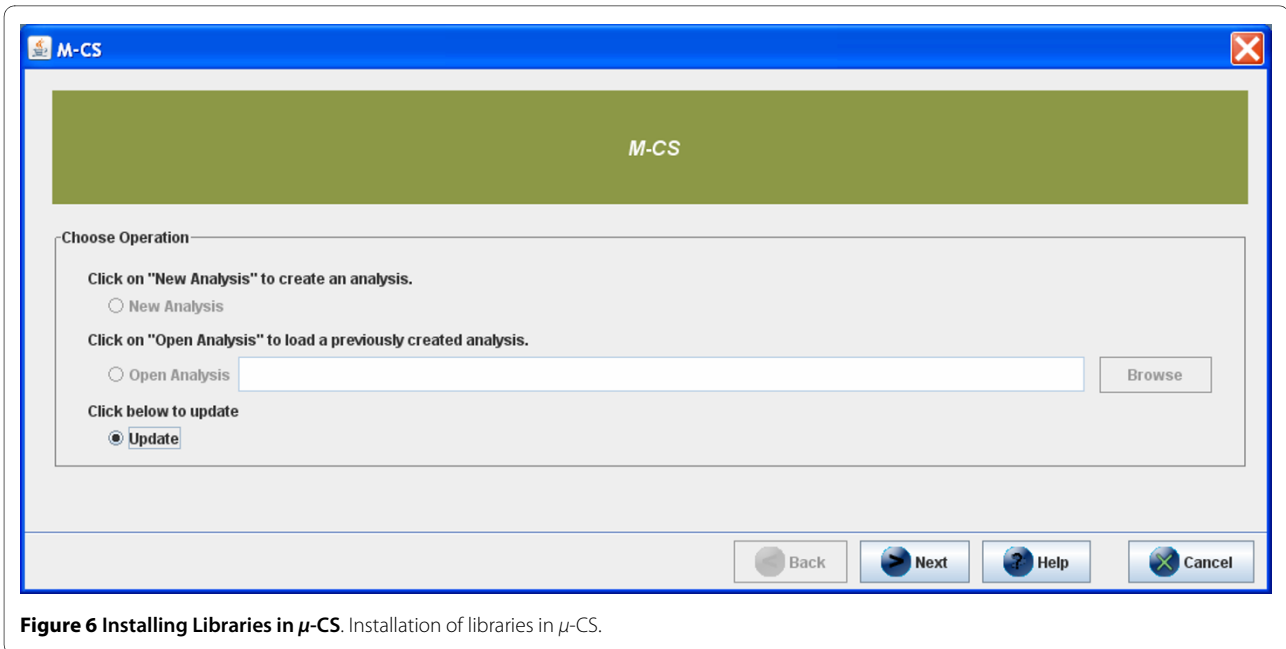 M-CS
M-CS
Choose Operation
Click on "New Analysis" to create an analysis.
New Analysis
Click on "Open Analysis" to load a previously created analysis.
Open Analysis
Browse
Click below to update
Update
< Back
> Next
? Help
X Cancel
Figure 6 Installing Libraries in μ-CS. Installation of libraries in μ-CS.